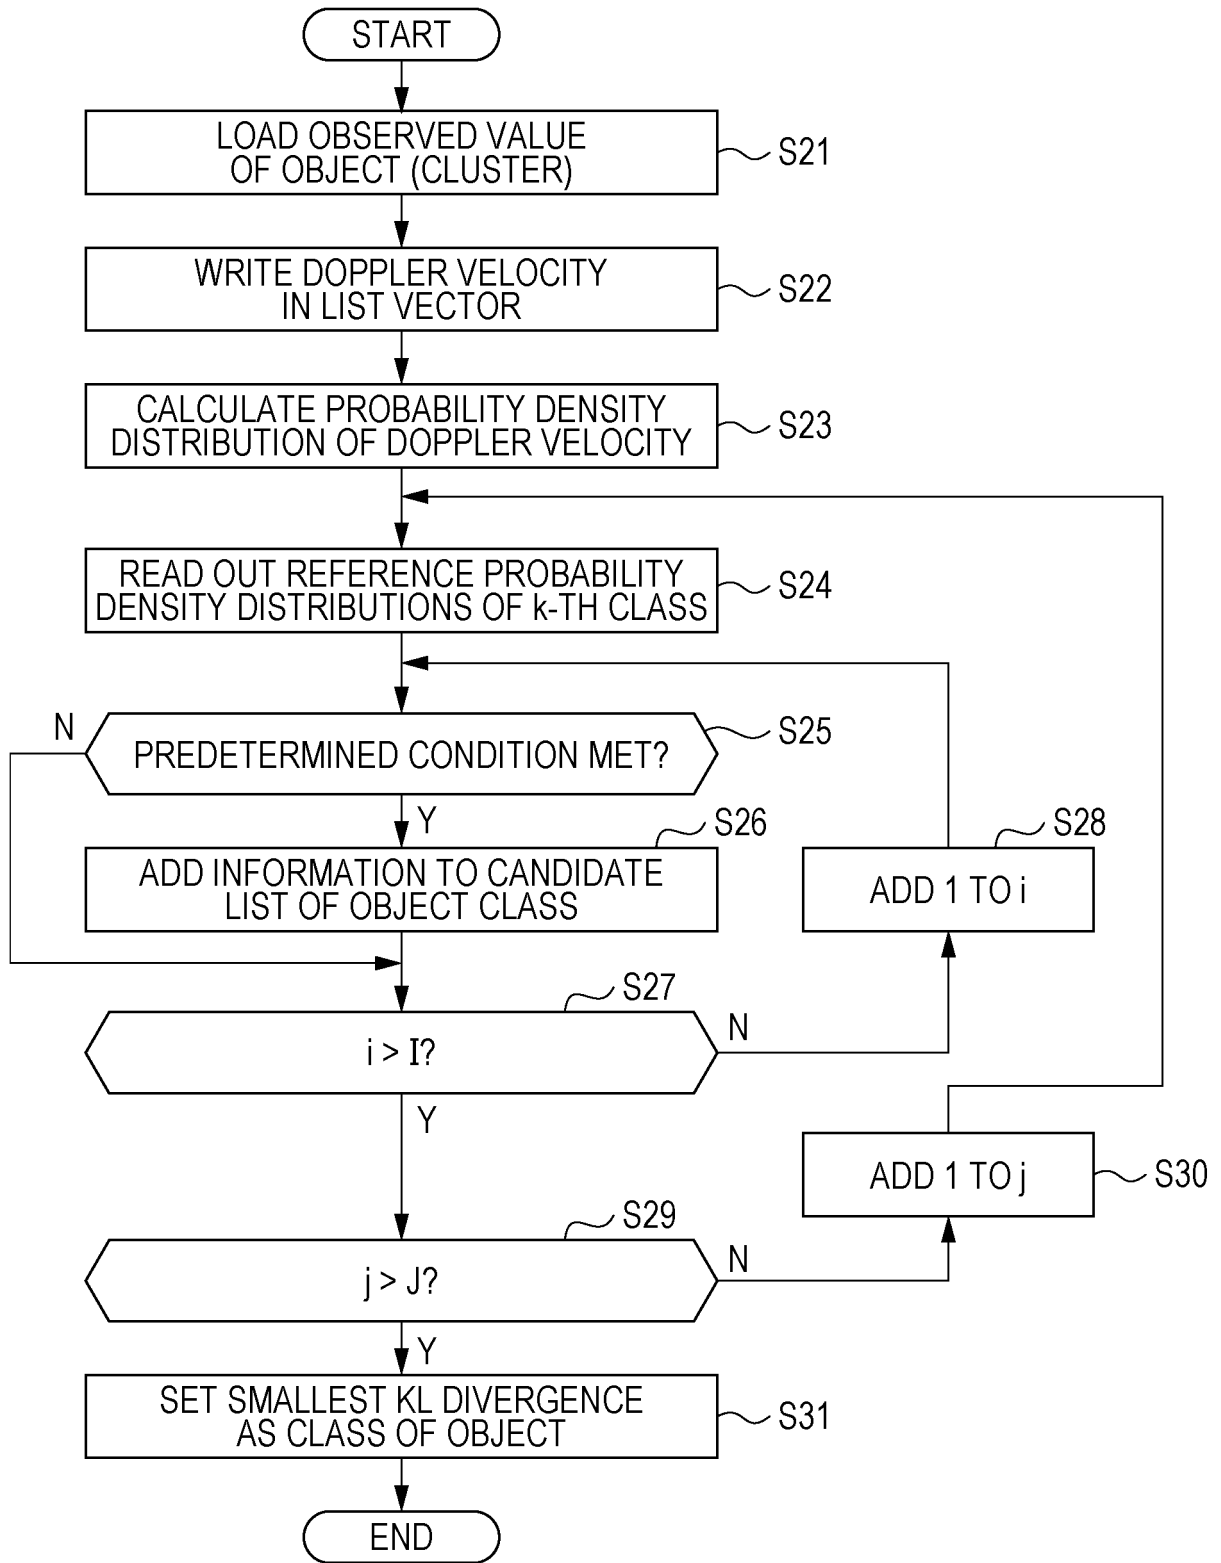 START
LOAD OBSERVED VALUE
OF OBJECT (CLUSTER)
S21
WRITE DOPPLER VELOCITY
IN LIST VECTOR
S22
CALCULATE PROBABILITY DENSITY
DISTRIBUTION OF DOPPLER VELOCITY
S23
READ OUT REFERENCE PROBABILITY
DENSITY DISTRIBUTIONS OF k-TH CLASS
S24
N
PREDETERMINED CONDITION MET?
S25
Y
S26
ADD INFORMATION TO CANDIDATE
LIST OF OBJECT CLASS
S28
ADD 1 TO i
S27
i > I?
N
Y
ADD 1 TO j
S30
S29
j > J?
N
Y
SET SMALLEST KL DIVERGENCE
AS CLASS OF OBJECT
S31
END